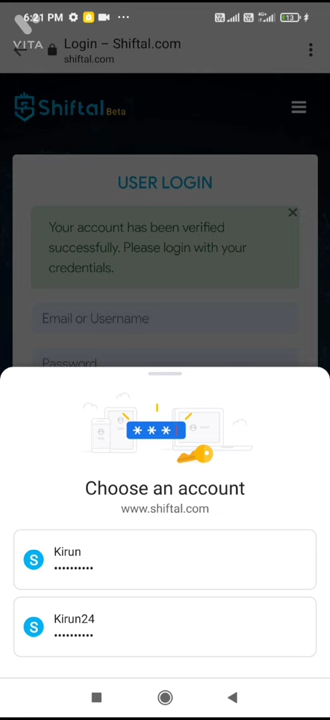 6:21 PM
VITA
Login – Shiftal.com
shiftal.com
Shiftal Beta
USER LOGIN
Your account has been verified
successfully. Please login with your
credentials.
Email or Username
Password
***
Choose an account
www.shiftal.com
S
Kirun
••••••••••
S
Kirun24
••••••••••